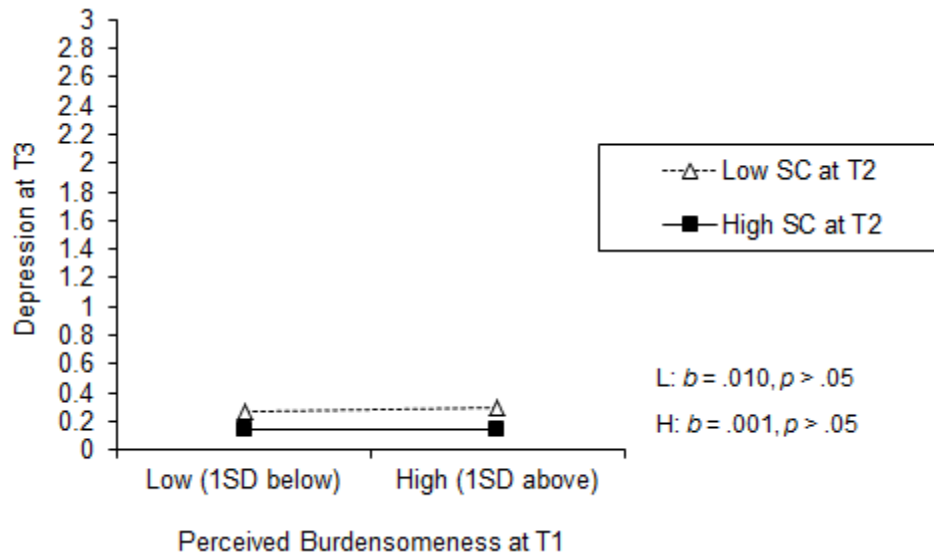 3
2.8
2.6
2.4
2.2
2
1.8
1.6
1.4
1.2
1
0.8
0.6
0.4
0.2
0
Depression at T3
Low (1SD below)
High (1SD above)
Perceived Burdensomeness at T1
Low SC at T2
High SC at T2
L: b = .010, p > .05
H: b = .001, p > .05